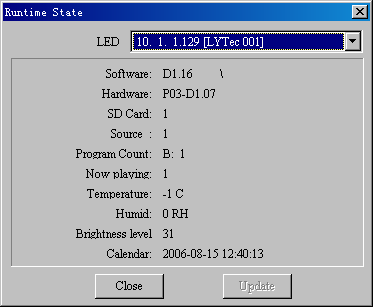 Runtime State
LED 10. 1. 1.129 [LYTec 001]
Software: D1.16 \
Hardware: P03-D1.07
SD Card: 1
Source : 1
Program Count: B: 1
Now playing: 1
Temperature: -1 C
Humid: 0 RH
Brightness level 31
Calendar: 2006-08-15 12:40:13
Close Update